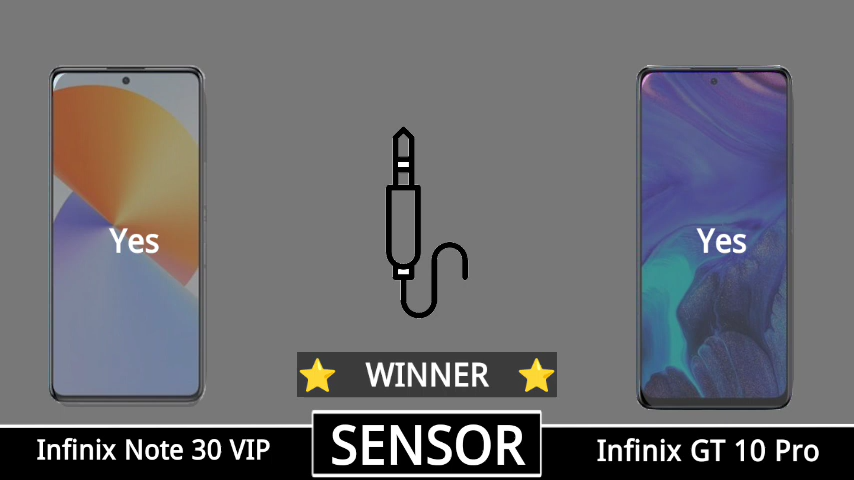 Yes
Yes
WINNER
Infinix Note 30 VIP
SENSOR
Infinix GT 10 Pro